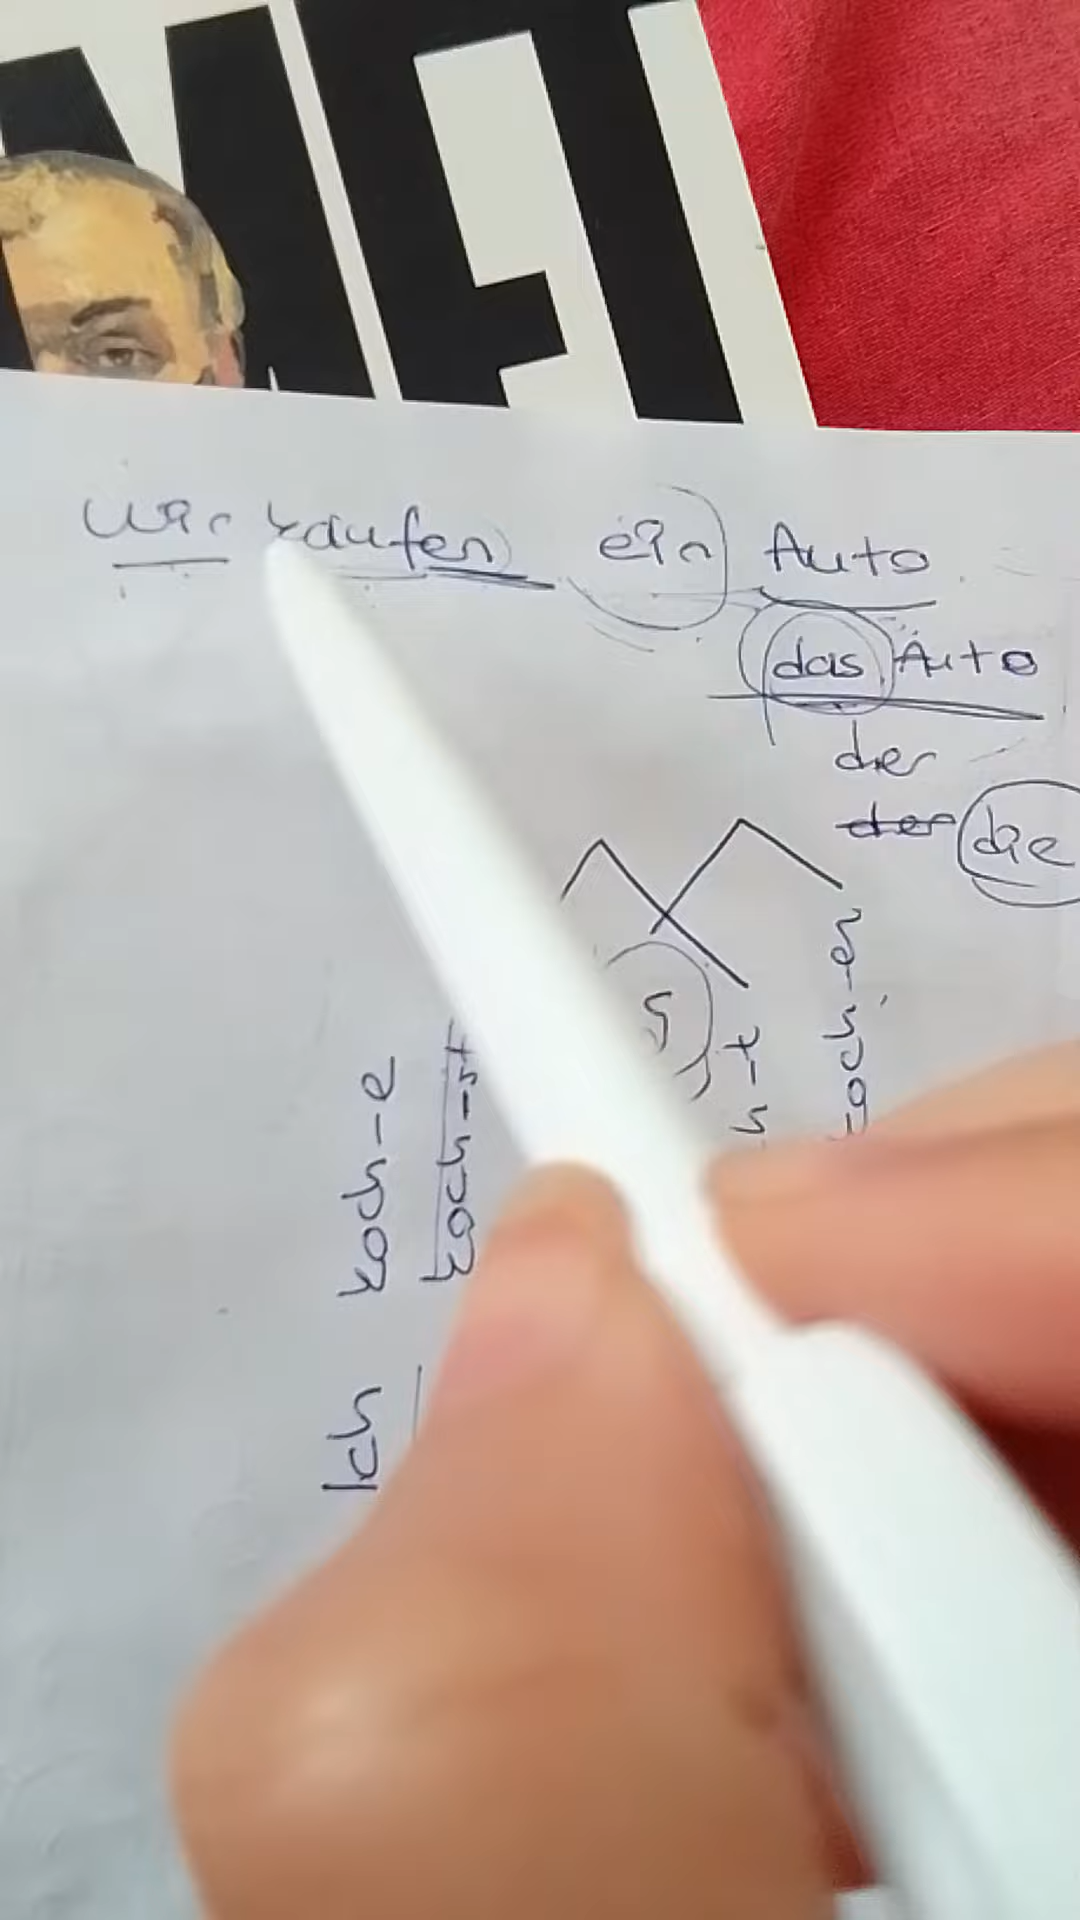 wir kaufen ein Auto
das Auto
der
der die
koch-en
h-t
koch-st
Ich koch-e